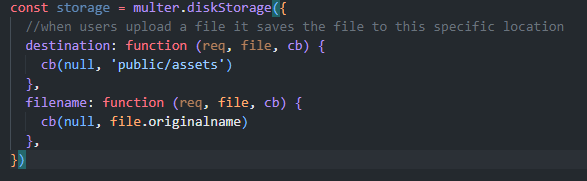 const storage = multer.diskStorage({
  //when users upload a file it saves the file to this specific location
  destination: function (req, file, cb) {
    cb(null, 'public/assets')
  },
  filename: function (req, file, cb) {
    cb(null, file.originalname)
  },
})